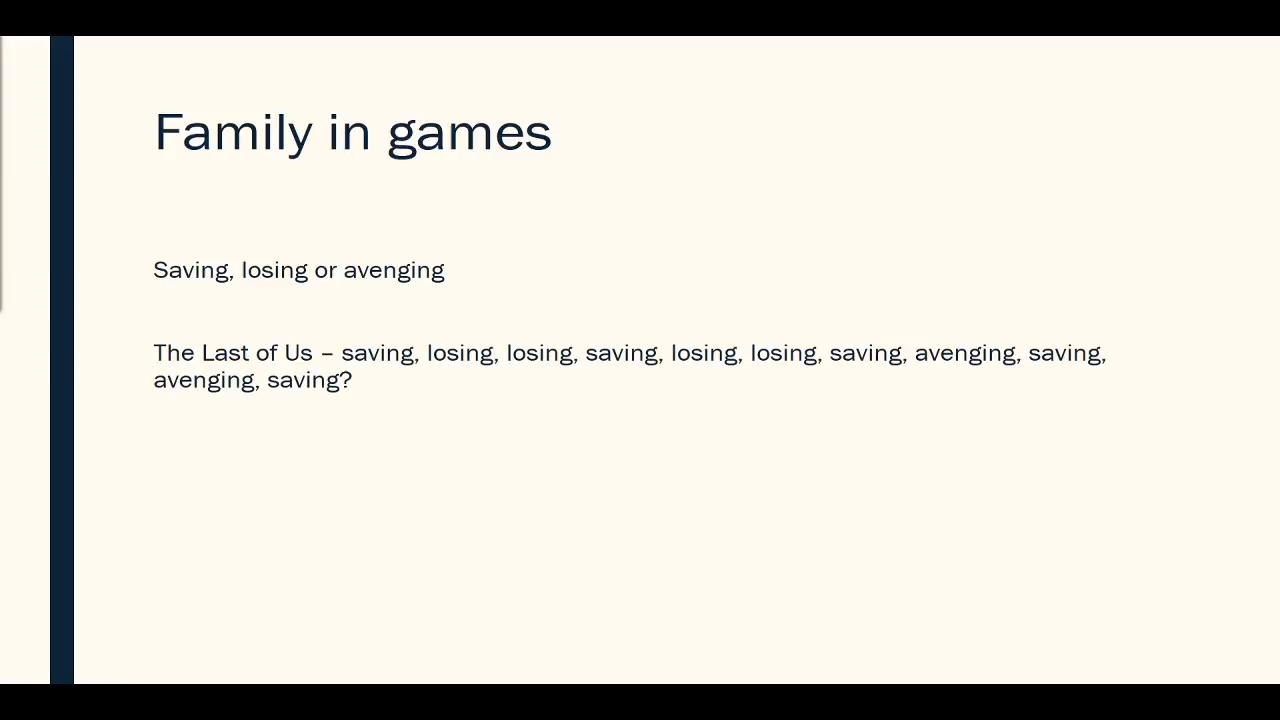 Family in games
Saving, losing or avenging
The Last of Us – saving, losing, losing, saving, losing, losing, saving, avenging, saving,
avenging, saving?